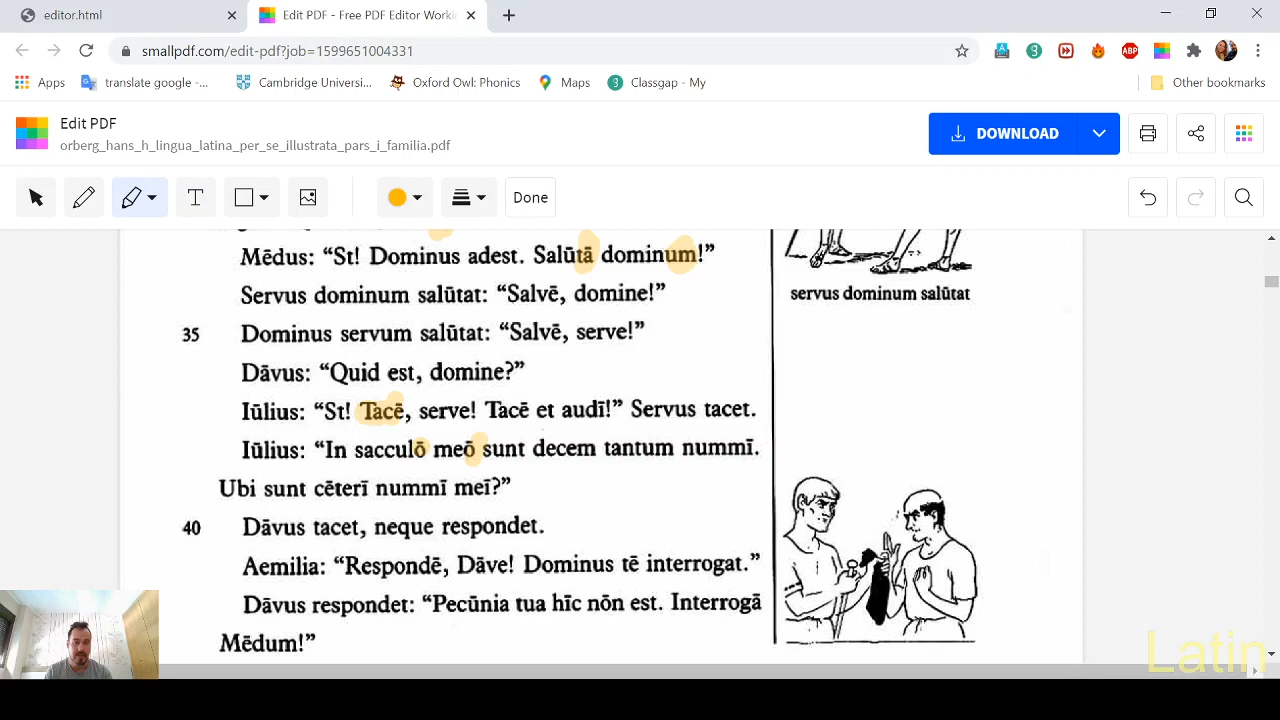 editor.html
Edit PDF - Free PDF Editor Workin
smallpdf.com/edit-pdf?job=1599651004331
Apps
translate google -...
Cambridge Universi...
Oxford Owl: Phonics
Maps
Classgap - My
Other bookmarks
Edit PDF
orberg_hans_h_lingua_latina_per_se_illustrata_pars_i_familia.pdf
DOWNLOAD
Done
Mēdus: “St! Dominus adest. Salūtā dominum!”
Servus dominum salūtat: “Salvē, domine!”
servus dominum salūtat
35 Dominus servum salūtat: “Salvē, serve!”
Dāvus: “Quid est, domine?”
Iūlius: “St! Tacē, serve! Tacē et audī!” Servus tacet.
Iūlius: “In sacculō meō sunt decem tantum nummī.
Ubi sunt cēterī nummī meī?”
40 Dāvus tacet, neque respondet.
Aemilia: “Respondē, Dāve! Dominus tē interrogat.”
Dāvus respondet: “Pecūnia tua hīc nōn est. Interrogā
Mēdum!”
Latin